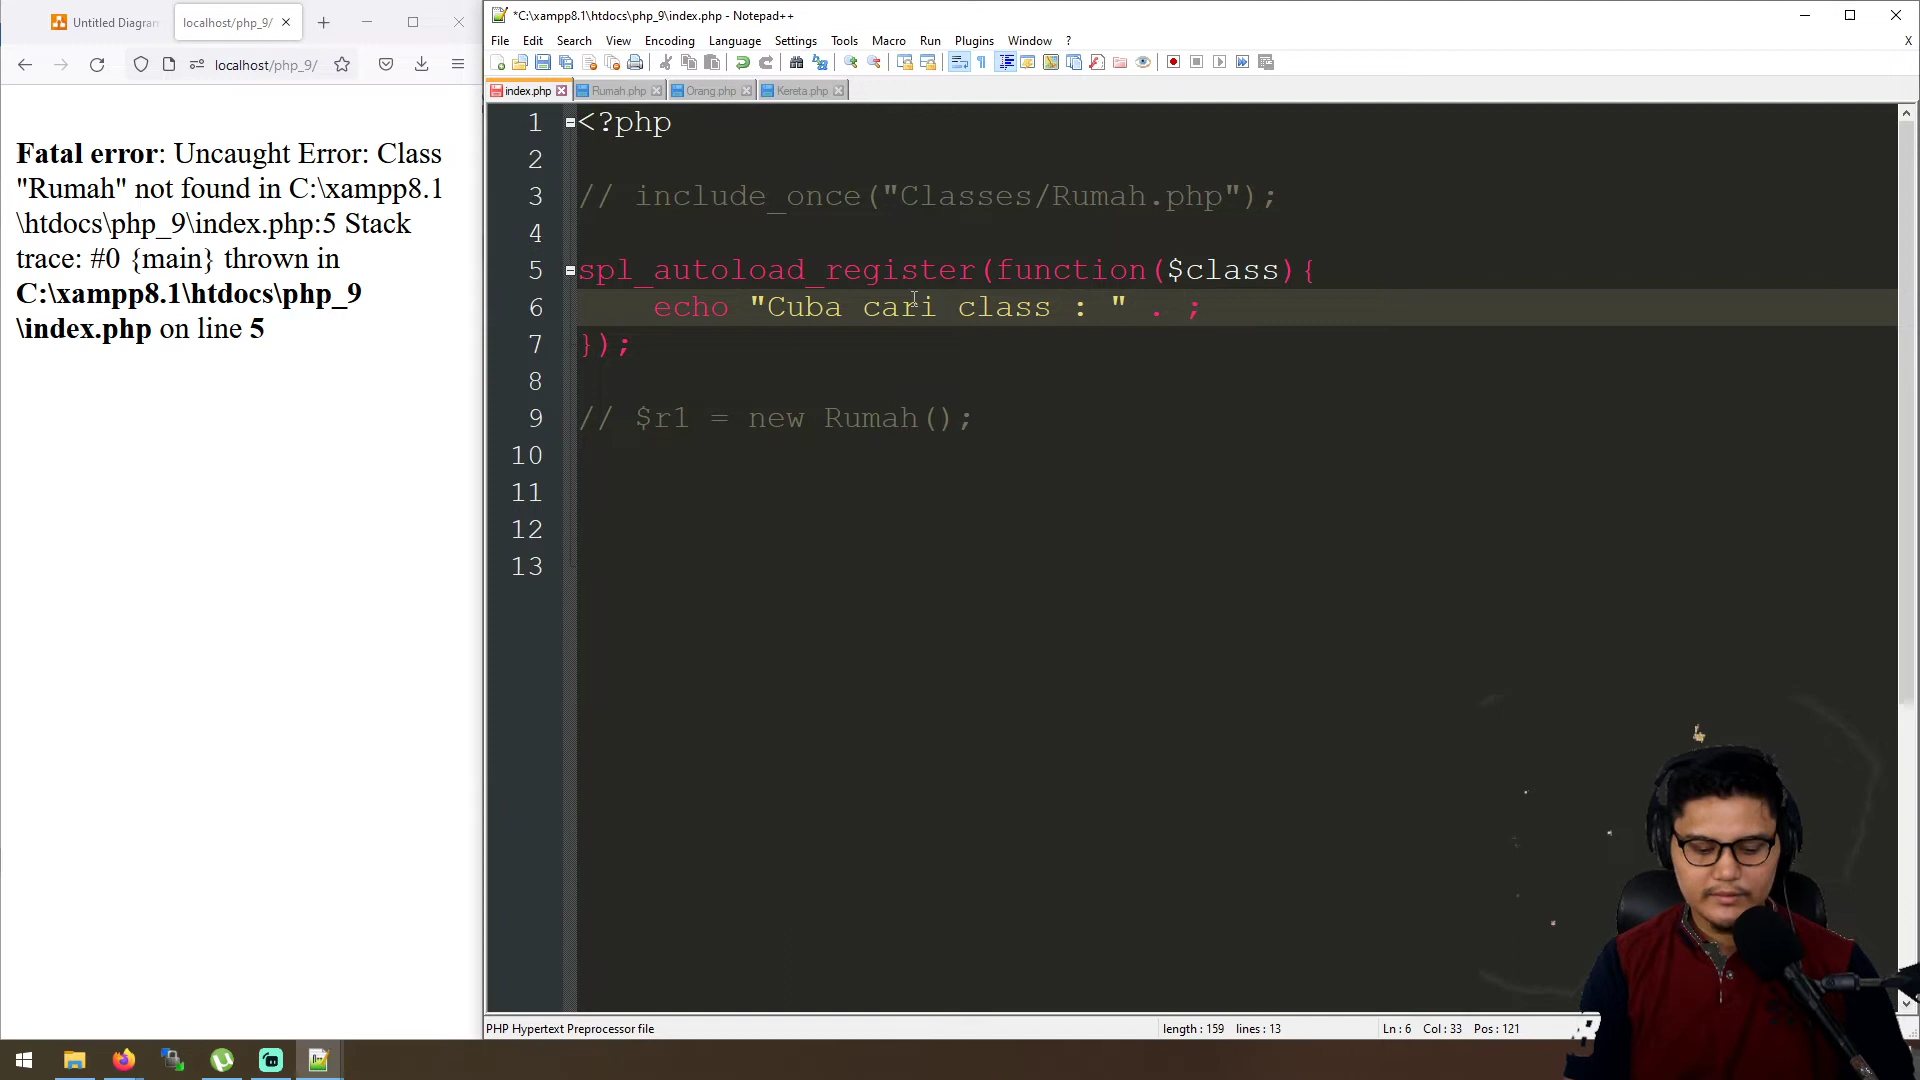 Untitled Diagram
localhost/php_9/
localhost/php_9/
Fatal error: Uncaught Error: Class
"Rumah" not found in C:\xampp8.1
\htdocs\php_9\index.php:5 Stack
trace: #0 {main} thrown in
C:\xampp8.1\htdocs\php_9
\index.php on line 5
*C:\xampp8.1\htdocs\php_9\index.php - Notepad++
File Edit Search View Encoding Language Settings Tools Macro Run Plugins Window ? X
index.php Rumah.php Orang.php Kereta.php
1 <?php
2
3 // include_once("Classes/Rumah.php");
4
5 spl_autoload_register(function($class){
6 echo "Cuba cari class : " . ;
7 });
8
9 // $r1 = new Rumah();
10
11
12
13
PHP Hypertext Preprocessor file length : 159 lines : 13 Ln : 6 Col : 33 Pos : 121